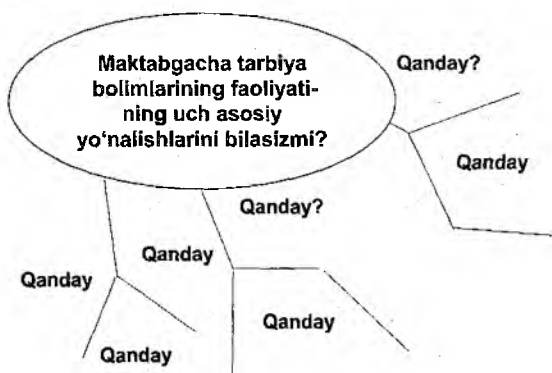 Maktabgacha tarbiya
bolimlarining faoliyati-
ning uch asosiy
yo‘nalishlarini bilasizmi?
Qanday?
Qanday
Qanday?
Qanday
Qanday
Qanday
Qanday